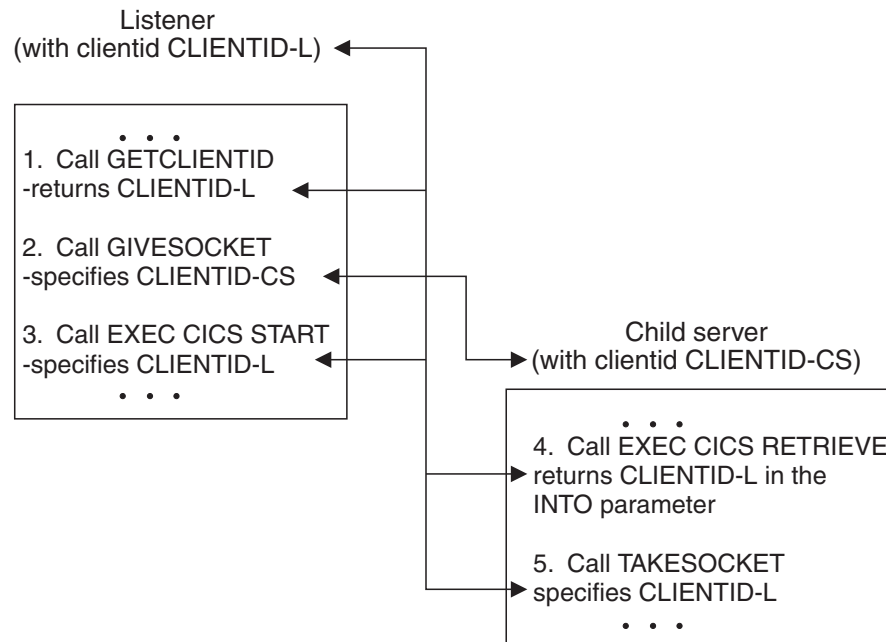 Listener
(with clientid CLIENTID-L)
. . .
1. Call GETCLIENTID
-returns CLIENTID-L
2. Call GIVESOCKET
-specifies CLIENTID-CS
3. Call EXEC CICS START
-specifies CLIENTID-L
. . .
Child server
(with clientid CLIENTID-CS)
. . .
4. Call EXEC CICS RETRIEVE
returns CLIENTID-L in the
INTO parameter
5. Call TAKESOCKET
specifies CLIENTID-L
. . .